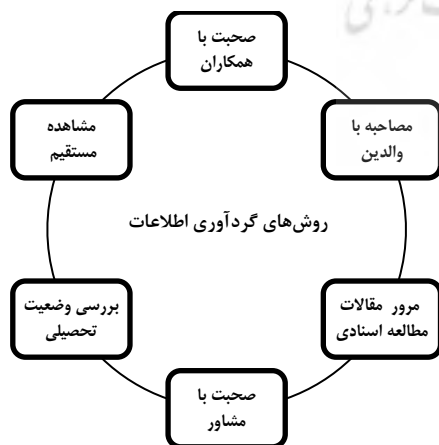 صحبت با
همکاران
مصاحبه با
والدین
مشاهده
مستقیم
روش‌های گردآوری اطلاعات
مرور مقالات
مطالعه اسنادی
بررسی وضعیت
تحصیلی
صحبت با
مشاور